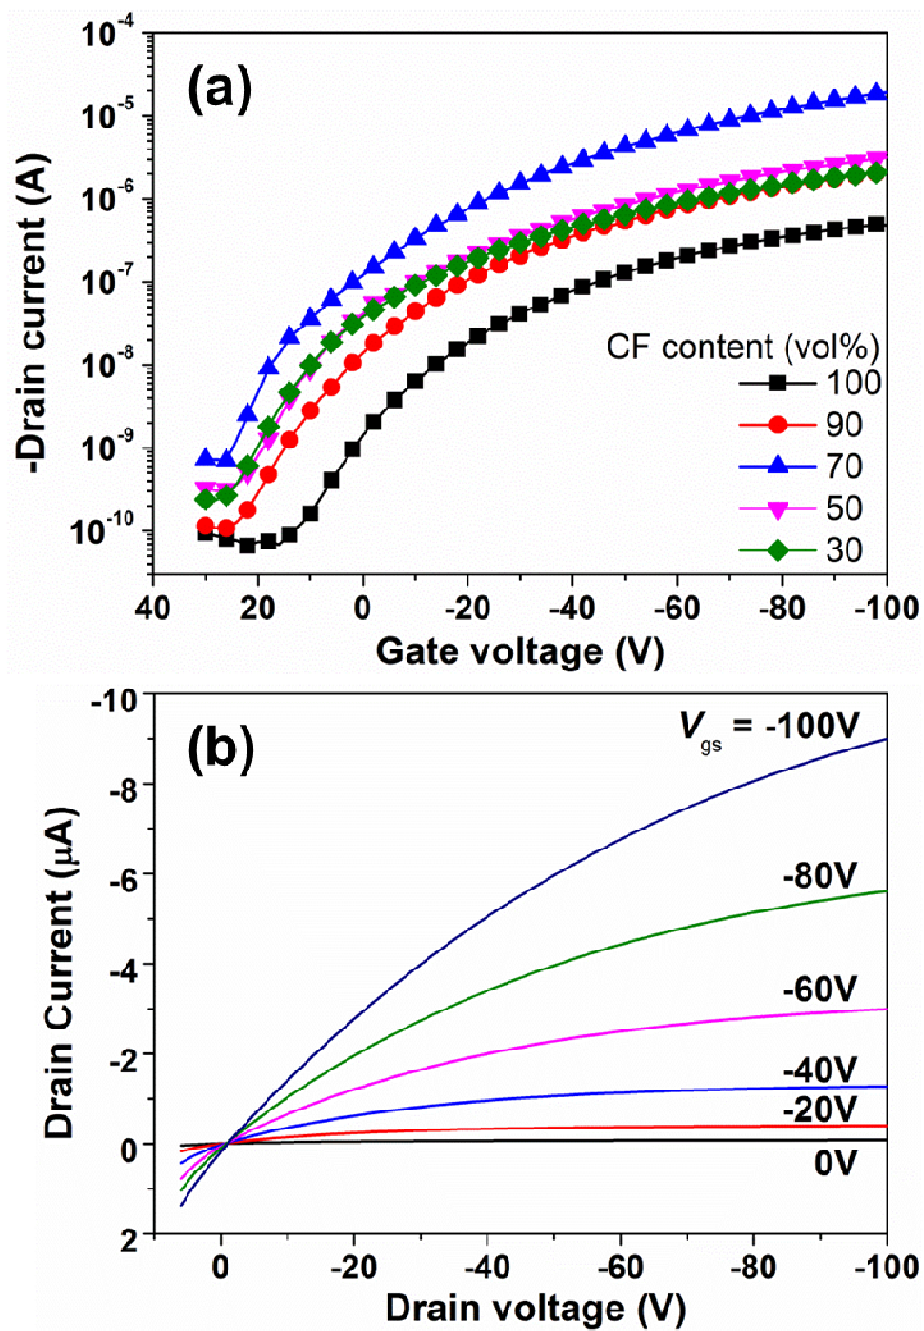 (a)
-Drain current (A)
10⁻⁴
10⁻⁵
10⁻⁶
10⁻⁷
10⁻⁸
10⁻⁹
10⁻¹⁰
CF content (vol%)
100
90
70
50
30
40 20 0 -20 -40 -60 -80 -100
Gate voltage (V)
(b)
Drain Current (μA)
-10
-8
-6
-4
-2
0
2
Vgs = -100V
-80V
-60V
-40V
-20V
0V
0 -20 -40 -60 -80 -100
Drain voltage (V)